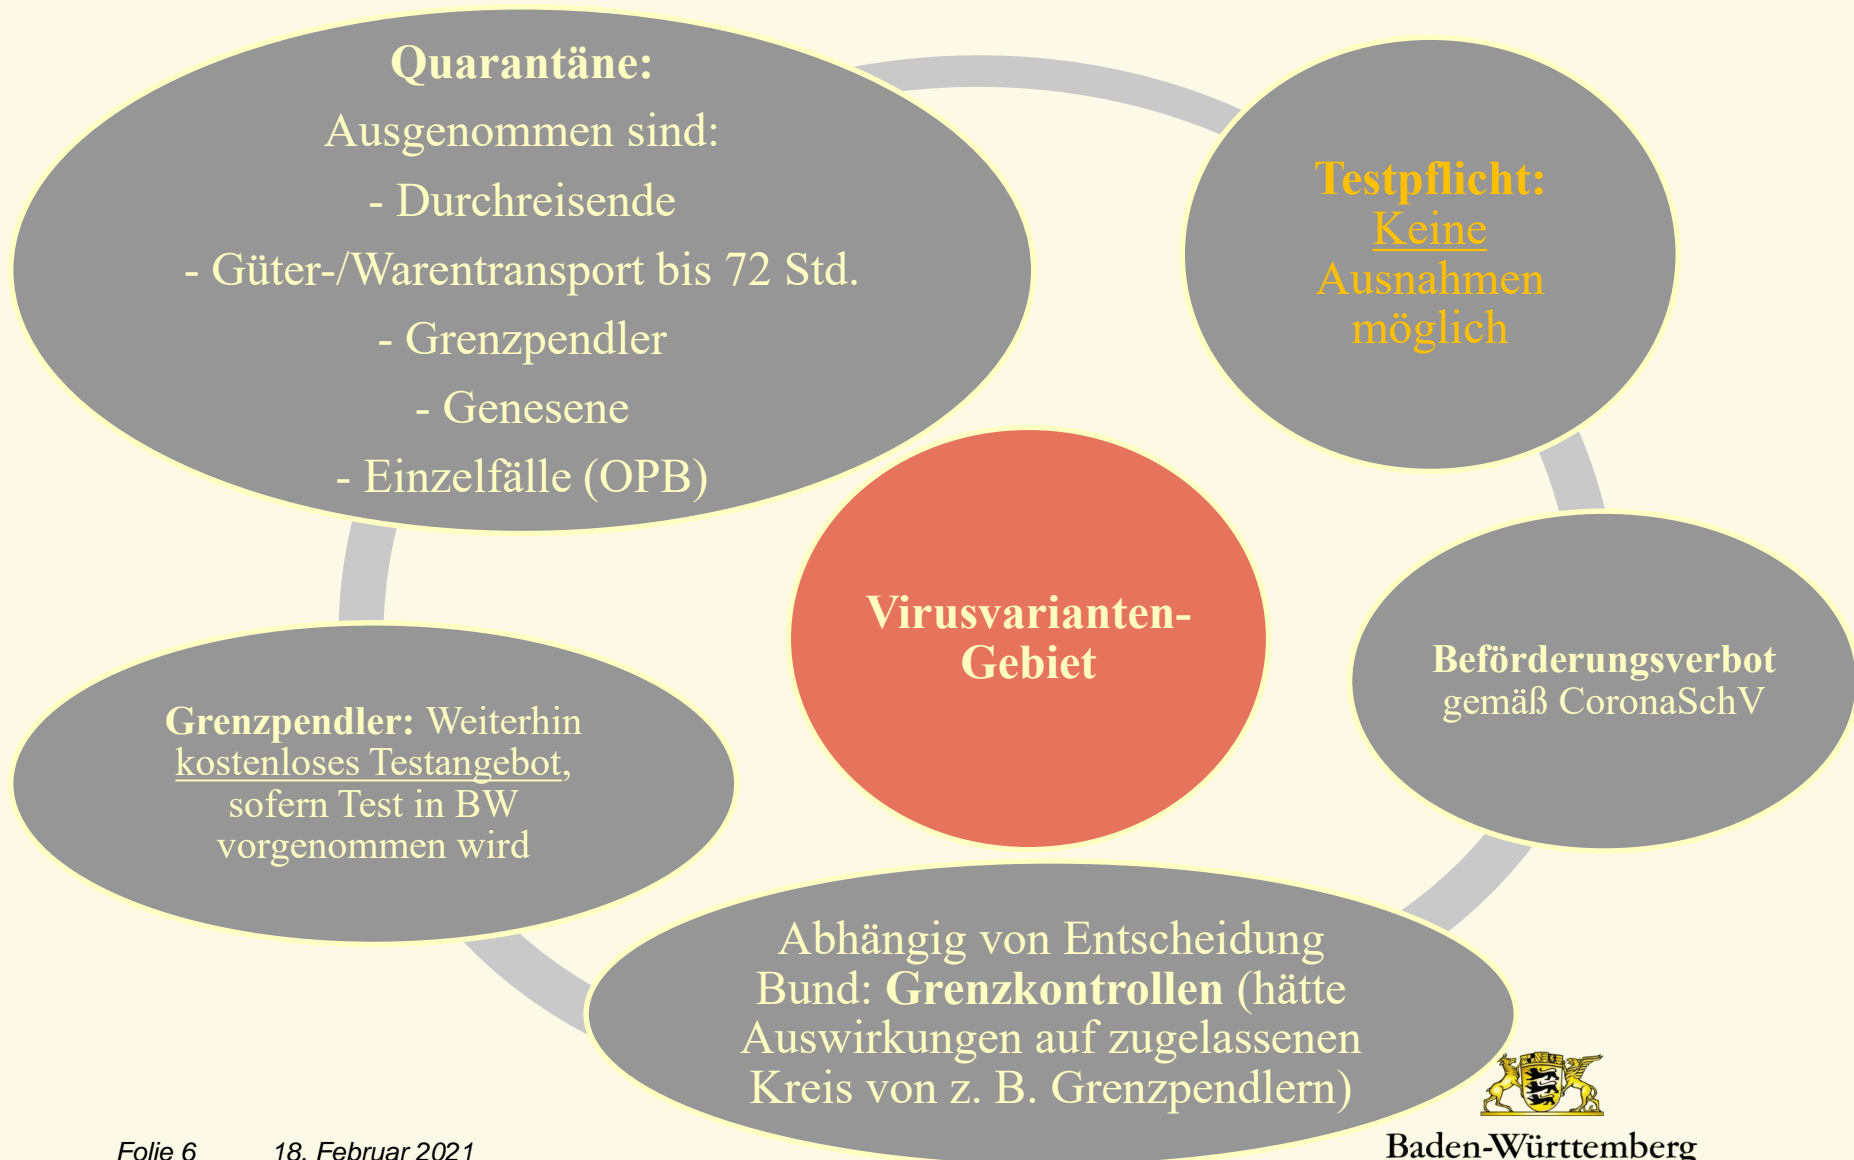 Quarantäne:
Ausgenommen sind:
- Durchreisende
- Güter-/Warentransport bis 72 Std.
- Grenzpendler
- Genesene
- Einzelfälle (OPB)
Testpflicht:
Keine
Ausnahmen
möglich
Beförderungsverbot
gemäß CoronaSchV
Abhängig von Entscheidung
Bund: Grenzkontrollen (hätte
Auswirkungen auf zugelassenen
Kreis von z. B. Grenzpendlern)
Grenzpendler: Weiterhin
kostenloses Testangebot,
sofern Test in BW
vorgenommen wird
Virusvarianten-
Gebiet
Folie 6 18. Februar 2021
Baden-Württemberg